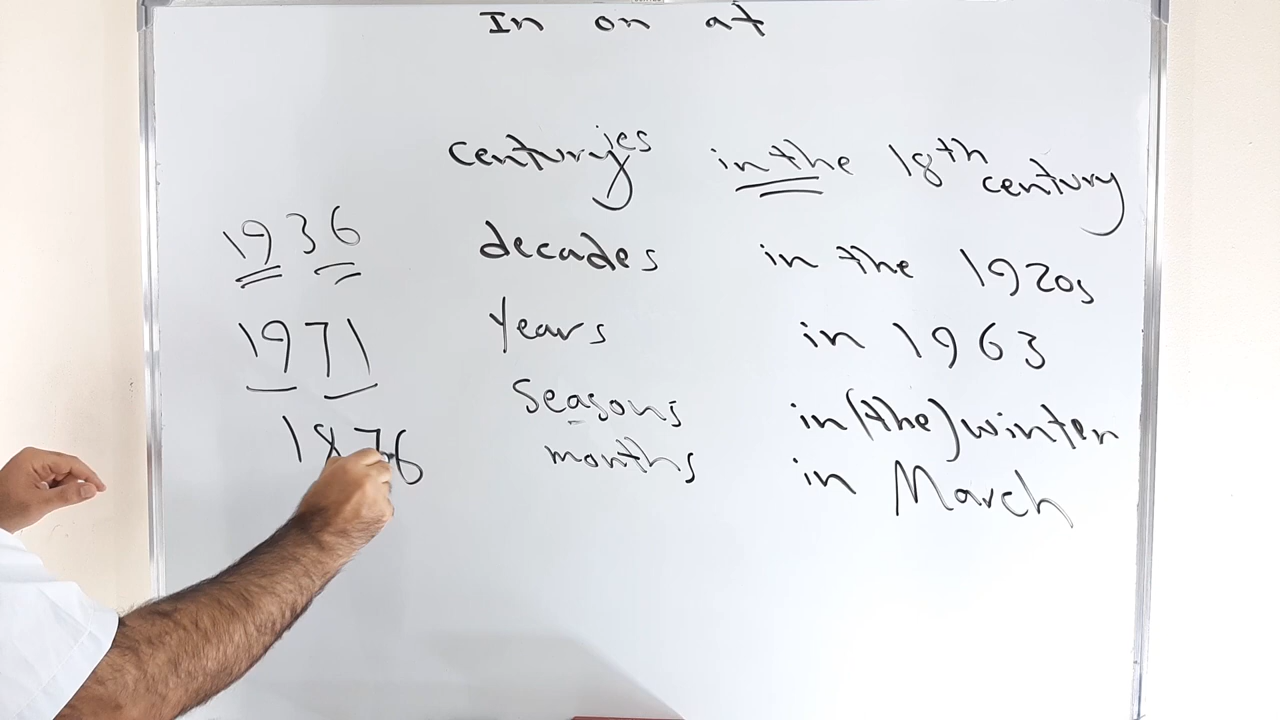 In on at
centuryies in the 18th century
1936 decades in the 1920s
1971 years in 1963
1876 seasons in (the) winter
months in March